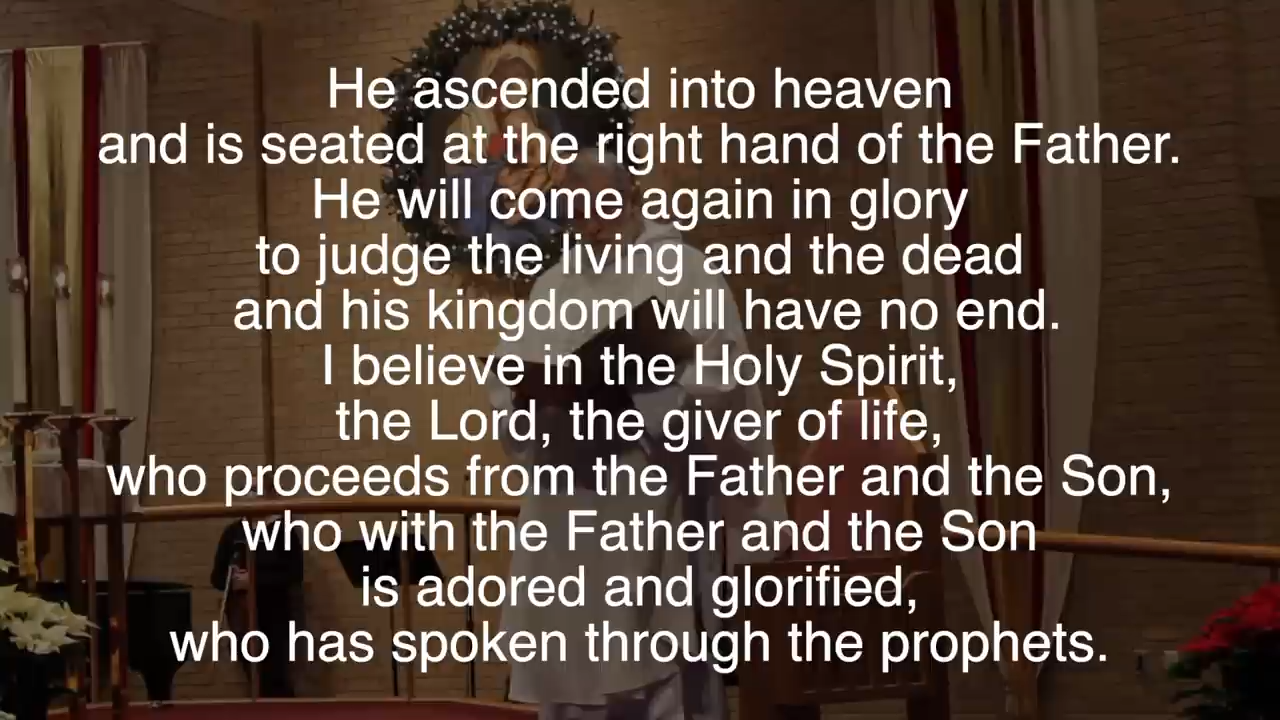 He ascended into heaven
and is seated at the right hand of the Father.
He will come again in glory
to judge the living and the dead
and his kingdom will have no end.
I believe in the Holy Spirit,
the Lord, the giver of life,
who proceeds from the Father and the Son,
who with the Father and the Son
is adored and glorified,
who has spoken through the prophets.